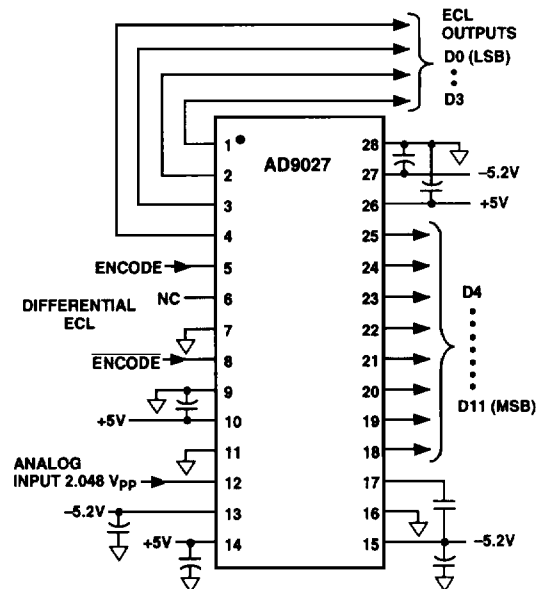 ECL
OUTPUTS
D0 (LSB)
D3
AD9027
1 28
2 27 –5.2V
3 26 +5V
4 25
ENCODE 5 24
NC 6 23 D4
DIFFERENTIAL
ECL
7 22
ENCODE 8 21
9 20
+5V 10 19 D11 (MSB)
11 18
ANALOG
INPUT 2.048 VPP 12 17
–5.2V 13 16
+5V 14 15 –5.2V